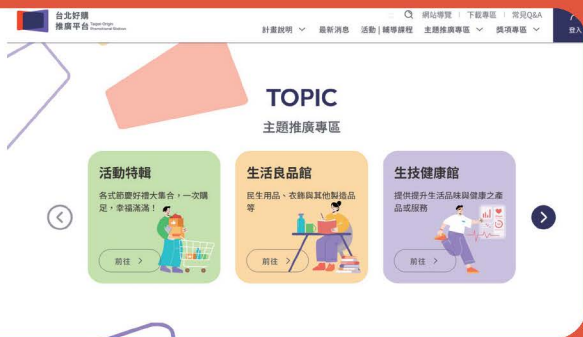 台北好購
推廣平台 Taipei Origin
網站導覽 | 下載專區 | 常見Q&A
計畫說明 最新消息 活動 | 輔導課程 主題推廣專區 獎項專區
登入
TOPIC
主題推廣專區
活動特輯
各式節慶好禮大集合，一次購
足，幸福滿滿！
前往 >
生活良品館
民生用品、衣飾與其他製造品
等
前往 >
生技健康館
提供提升生活品味與健康之產
品或服務
前往 >